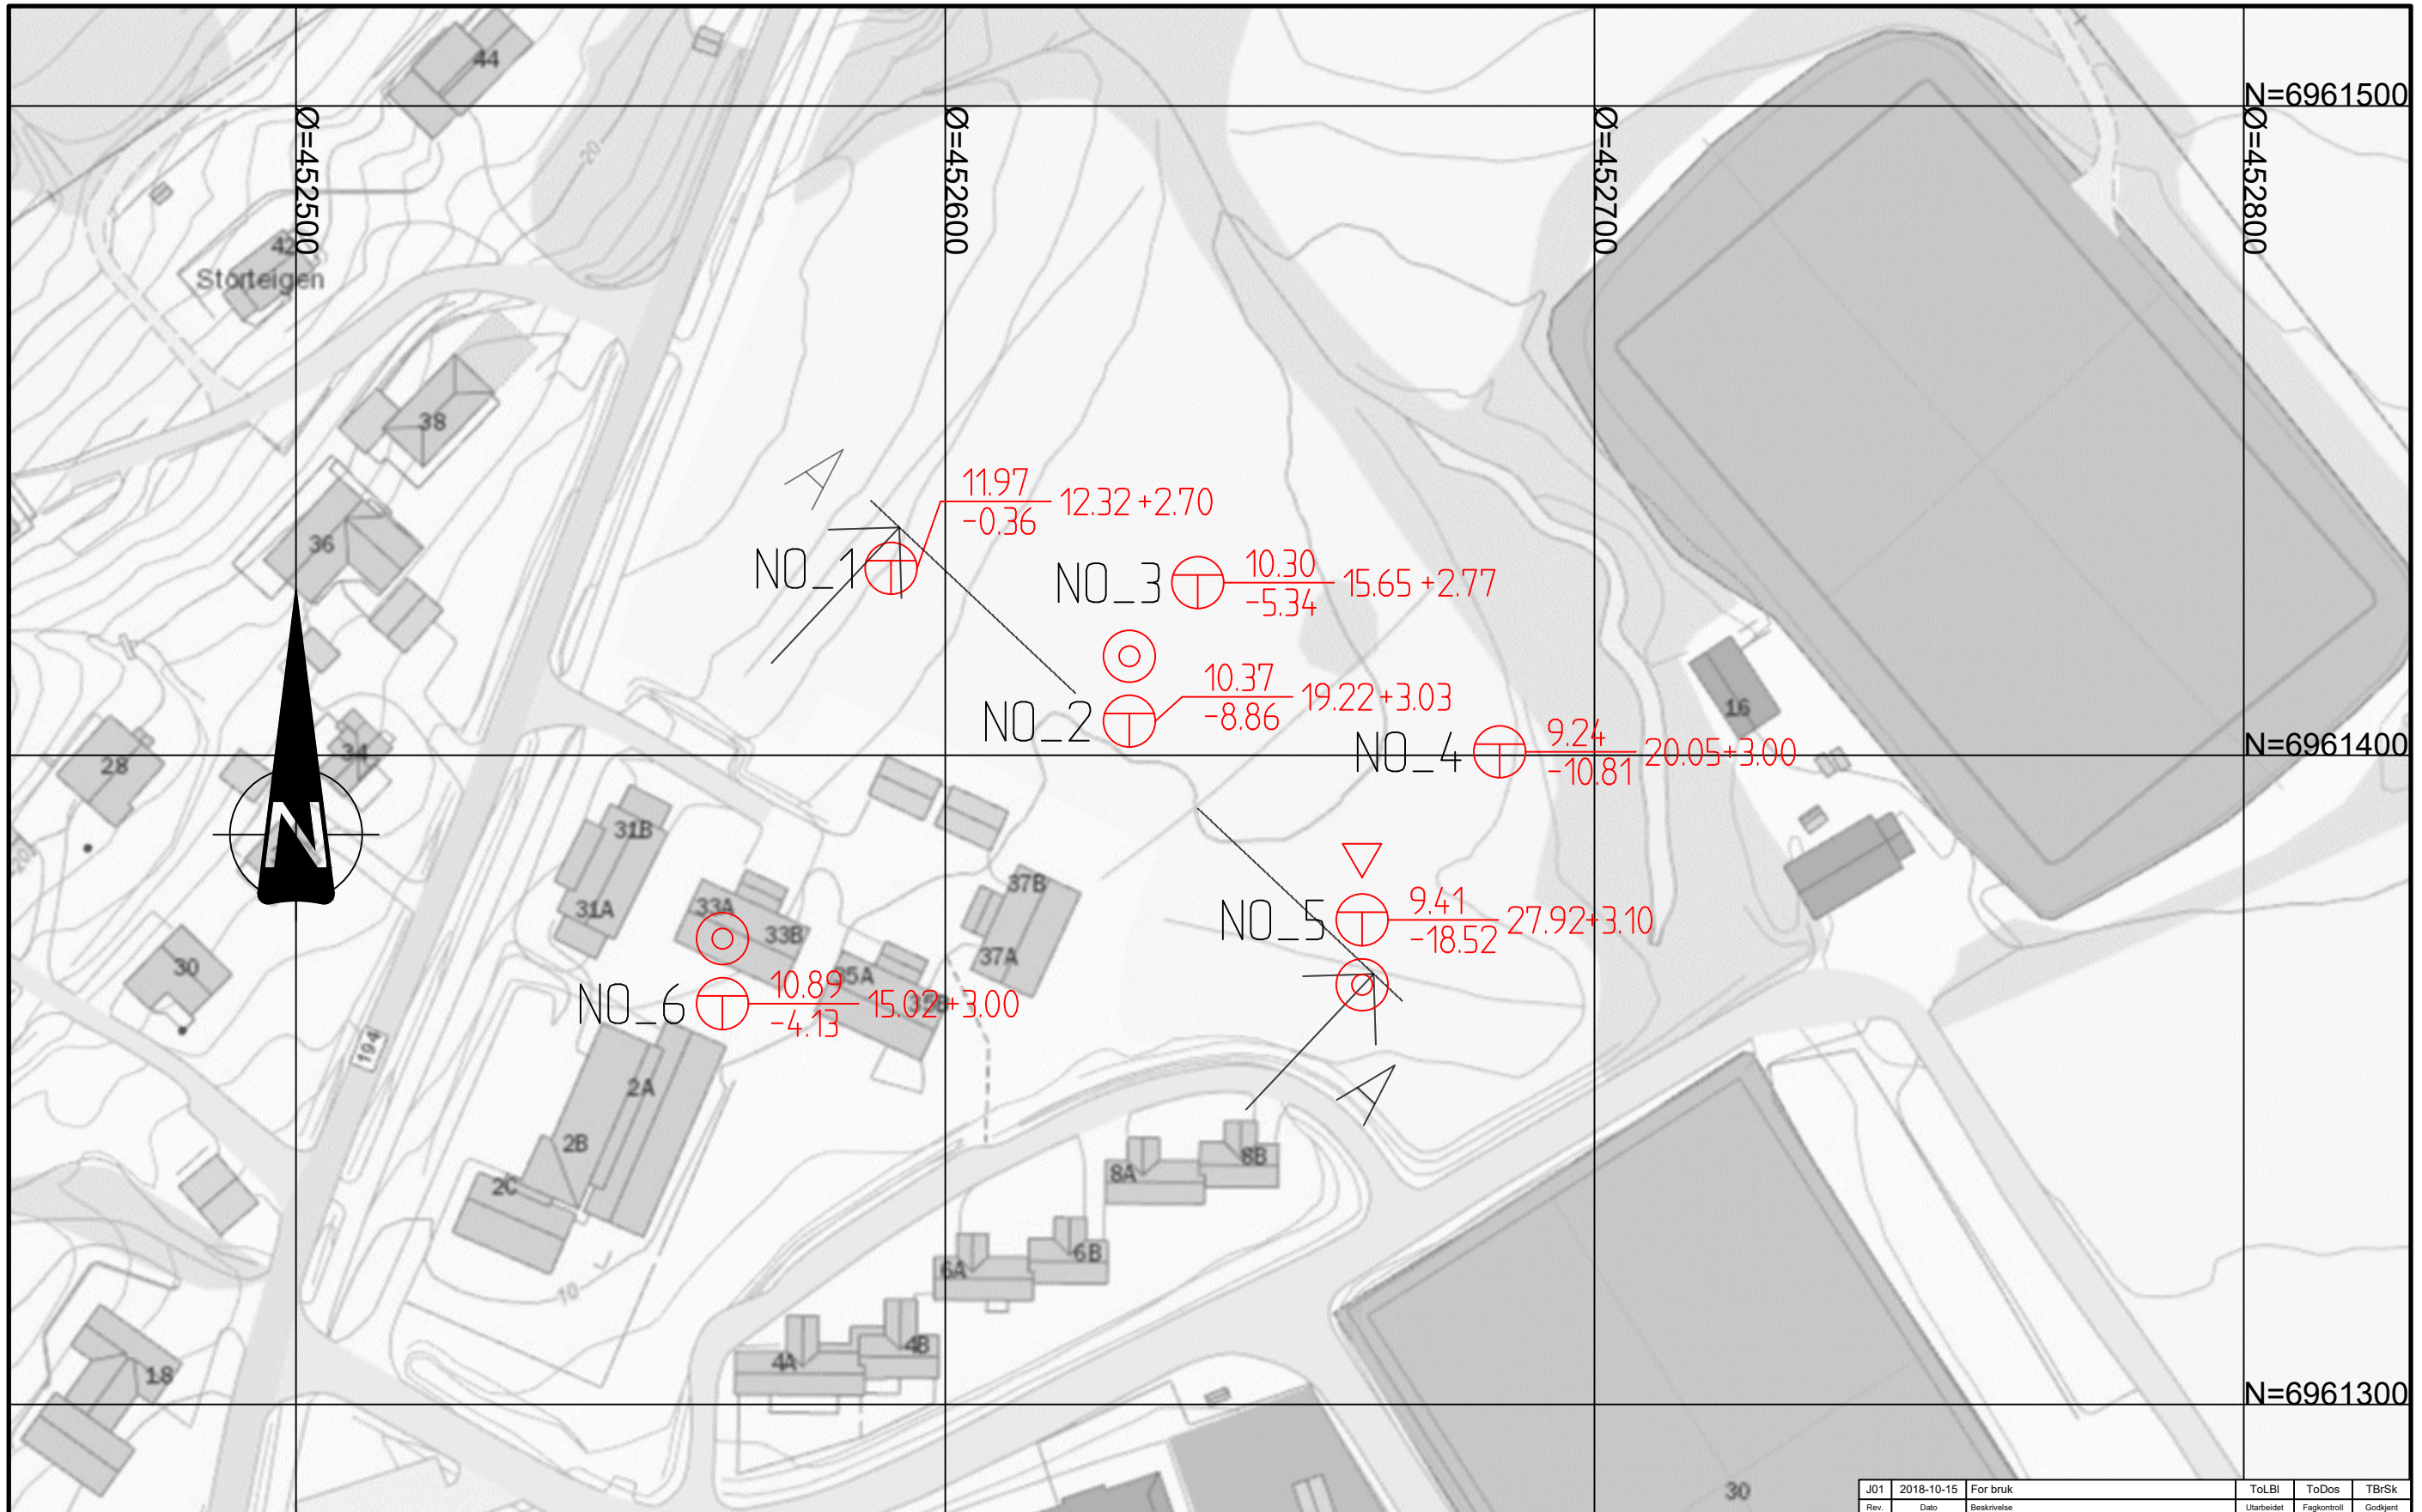 44
N=6961500
Ø=452500
Ø=452600
Ø=452700
Ø=452800
20
42
Storteigen
38
A
11.97
12.32+2.70
-0.36
36
NO_1
NO_3
10.30
15.65+2.77
-5.34
10.37
19.22+3.03
NO_2
-8.86
16
28
34
NO_4
9.24
20.05+3.00
-10.81
N=6961400
N
31B
20
37B
31A
33A
33B
NO_5
9.41
27.92+3.10
-18.52
37A
30
35A
35B
NO_6
10.89
15.02+3.00
-4.13
194
2A
A
2B
8A
8B
2C
6A
6B
10
4A
4B
18
N=6961300
30
J01 2018-10-15 For bruk ToLBl ToDos TBrSk
Rev. Dato Beskrivelse Utarbeidet Fagkontroll Godkjent